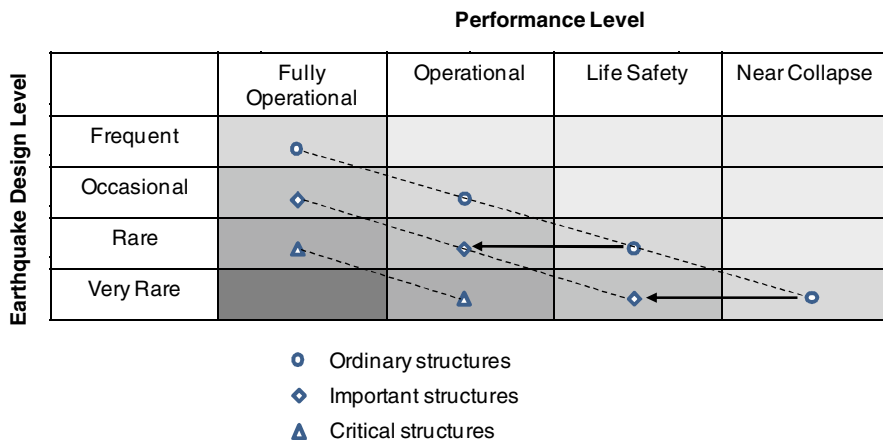 Performance Level
Earthquake Design Level
Fully
Operational
Operational
Life Safety
Near Collapse
Frequent
Occasional
Rare
Very Rare
Ordinary structures
Important structures
Critical structures